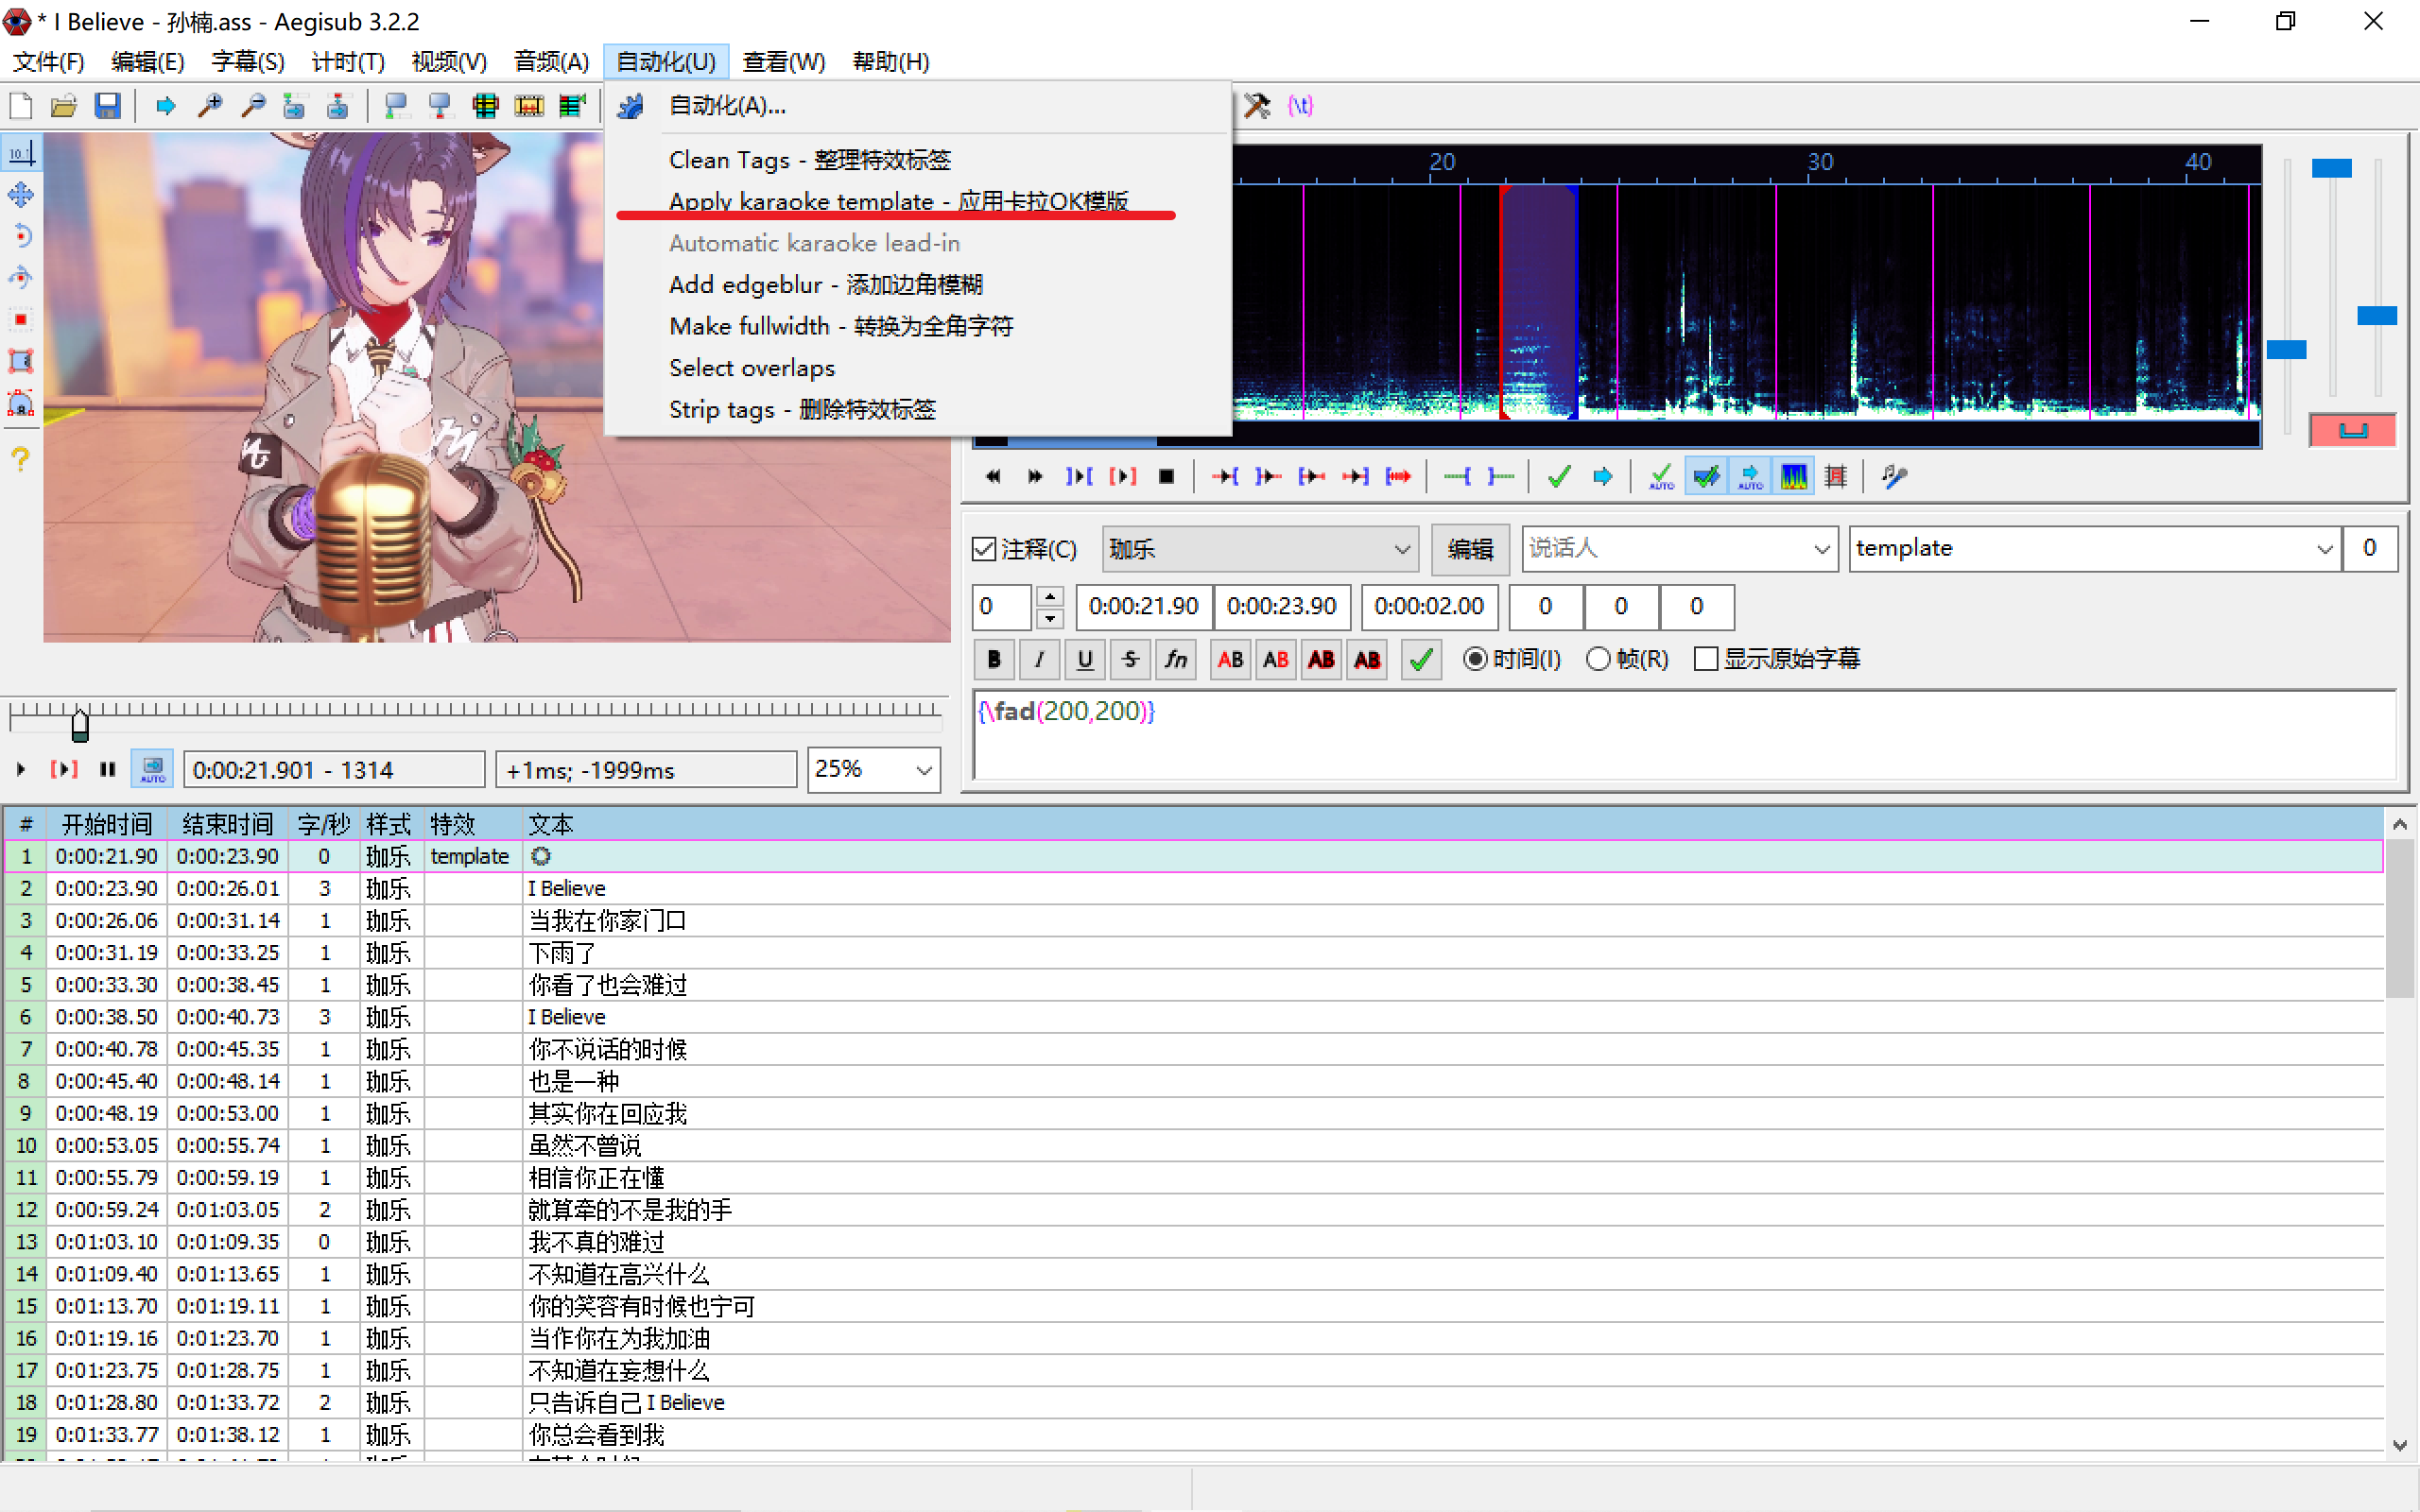 * I Believe - 孙楠.ass - Aegisub 3.2.2
文件(F) 编辑(E) 字幕(S) 计时(T) 视频(V) 音频(A) 自动化(U) 查看(W) 帮助(H)
自动化(A)...
Clean Tags - 整理特效标签
Apply karaoke template - 应用卡拉OK模版
Automatic karaoke lead-in
Add edgeblur - 添加边角模糊
Make fullwidth - 转换为全角字符
Select overlaps
Strip tags - 删除特效标签
{\t}
20 30 40
AUTO AUTO
注释(C) 珈乐 编辑 说话人 template 0
0 0:00:21.90 0:00:23.90 0:00:02.00 0 0 0
B I U S fn AB AB AB AB 时间(I) 帧(R) 显示原始字幕
{\fad(200,200)}
AUTO 0:00:21.901 - 1314 +1ms; -1999ms 25%
# 开始时间 结束时间 字/秒 样式 特效 文本
1 0:00:21.90 0:00:23.90 0 珈乐 template
2 0:00:23.90 0:00:26.01 3 珈乐 I Believe
3 0:00:26.06 0:00:31.14 1 珈乐 当我在你家门口
4 0:00:31.19 0:00:33.25 1 珈乐 下雨了
5 0:00:33.30 0:00:38.45 1 珈乐 你看了也会难过
6 0:00:38.50 0:00:40.73 3 珈乐 I Believe
7 0:00:40.78 0:00:45.35 1 珈乐 你不说话的时候
8 0:00:45.40 0:00:48.14 1 珈乐 也是一种
9 0:00:48.19 0:00:53.00 1 珈乐 其实你在回应我
10 0:00:53.05 0:00:55.74 1 珈乐 虽然不曾说
11 0:00:55.79 0:00:59.19 1 珈乐 相信你正在懂
12 0:00:59.24 0:01:03.05 2 珈乐 就算牵的不是我的手
13 0:01:03.10 0:01:09.35 0 珈乐 我不真的难过
14 0:01:09.40 0:01:13.65 1 珈乐 不知道在高兴什么
15 0:01:13.70 0:01:19.11 1 珈乐 你的笑容有时候也宁可
16 0:01:19.16 0:01:23.70 1 珈乐 当作你在为我加油
17 0:01:23.75 0:01:28.75 1 珈乐 不知道在妄想什么
18 0:01:28.80 0:01:33.72 2 珈乐 只告诉自己 I Believe
19 0:01:33.77 0:01:38.12 1 珈乐 你总会看到我